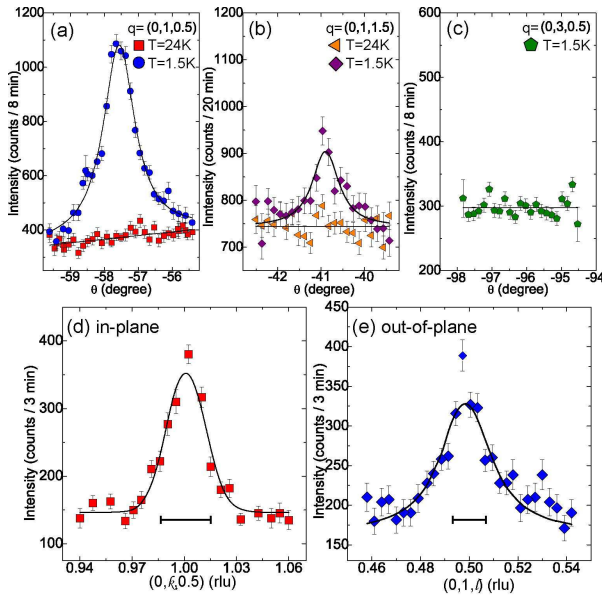 (a)
q=(0,1,0.5)
T=24K
T=1.5K
Intensity (counts / 8 min)
1200
1000
800
600
400
200
-59 -58 -57 -56
θ (degree)
(b)
q=(0,1,1.5)
T=24K
T=1.5K
Intensity (counts / 20 min)
1200
1100
1000
900
800
700
600
-42 -41 -40
θ (degree)
(c)
q=(0,3,0.5)
T=1.5K
Intensity (counts / 8 min)
600
500
400
300
200
-98 -97 -96 -95 -94
θ (degree)
(d) in-plane
Intensity (counts / 3 min)
400
300
200
100
0.94 0.97 1.00 1.03 1.06
0.5) (rlu)
(e) out-of-plane
Intensity (counts / 3 min)
450
400
350
300
250
200
150
0.46 0.48 0.50 0.52 0.54
(0,1,l) (rlu)